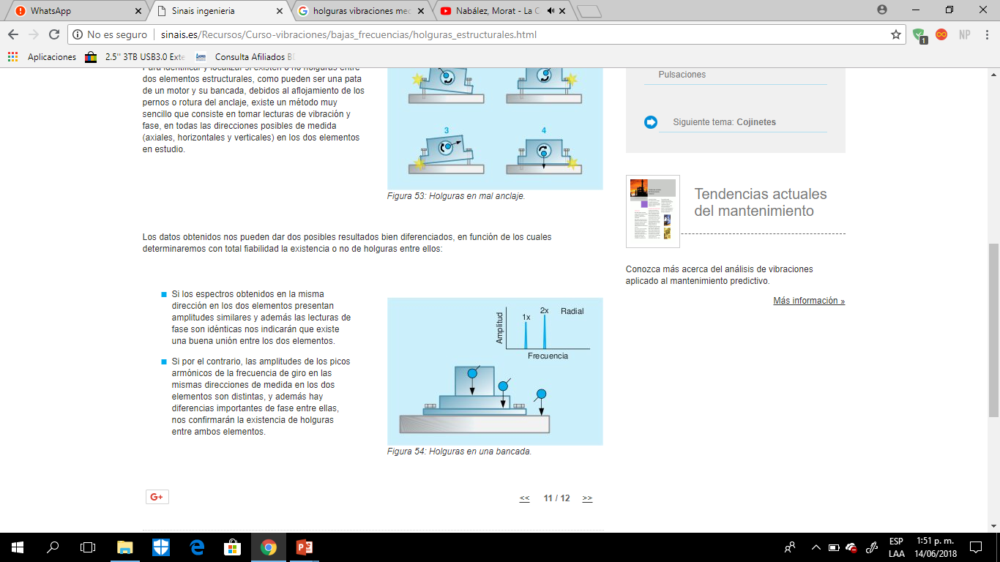 WhatsApp
Sinais ingenieria
holguras vibraciones mec
Nabález, Morat - La C
No es seguro
sinais.es/Recursos/Curso-vibraciones/bajas_frecuencias/holguras_estructurales.html
1
NP
Aplicaciones
2.5'' 3TB USB3.0 Exte
Consulta Afiliados BD
Para identificar y localizar si existen o no holguras entre
dos elementos estructurales, como pueden ser una pata
de un motor y su bancada, debidos al aflojamiento de los
pernos o rotura del anclaje, existe un método muy
sencillo que consiste en tomar lecturas de vibración y
fase, en todas las direcciones posibles de medida
(axiales, horizontales y verticales) en los dos elementos
en estudio.
3
4
Figura 53: Holguras en mal anclaje.
Los datos obtenidos nos pueden dar dos posibles resultados bien diferenciados, en función de los cuales
determinaremos con total fiabilidad la existencia o no de holguras entre ellos:
Si los espectros obtenidos en la misma
dirección en los dos elementos presentan
amplitudes similares y además las lecturas de
fase son idénticas nos indicarán que existe
una buena unión entre los dos elementos.
Si por el contrario, las amplitudes de los picos
armónicos de la frecuencia de giro en las
mismas direcciones de medida en los dos
elementos son distintas, y además hay
diferencias importantes de fase entre ellas,
nos confirmarán la existencia de holguras
entre ambos elementos.
Amplitud
1x
2x
Radial
Frecuencia
Figura 54: Holguras en una bancada.
G+
<<
11 / 12
>>
Pulsaciones
Siguiente tema: Cojinetes
Tendencias actuales
del mantenimiento
Conozca más acerca del análisis de vibraciones
aplicado al mantenimiento predictivo.
Más información »
ESP
LAA
1:51 p. m.
14/06/2018